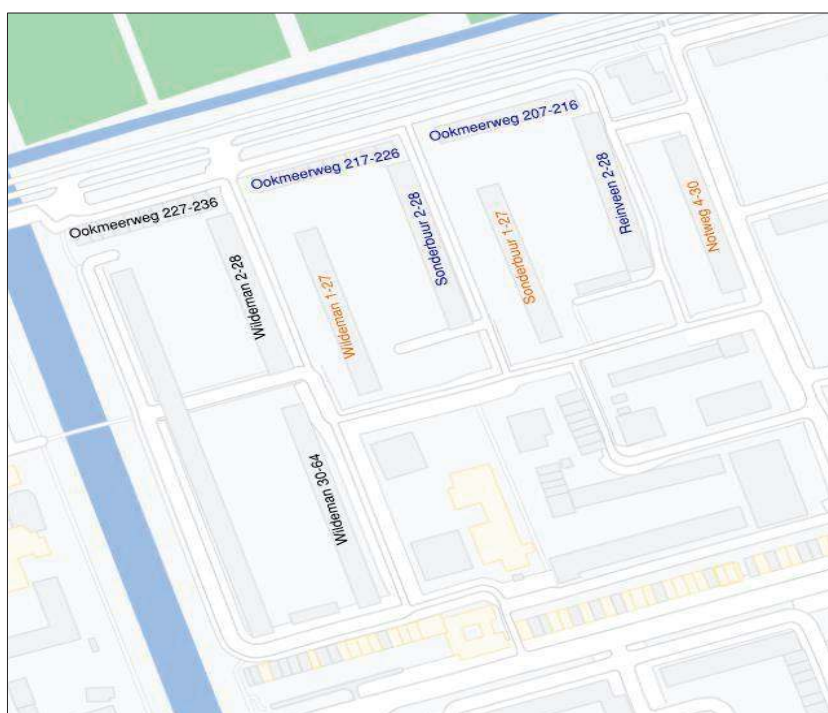 Ookmeerweg 207-216
Ookmeerweg 217-226
Ookmeerweg 227-236
Wildeman 2-28
Wildeman 1-27
Sonderbuur 2-28
Sonderbuur 1-27
Reinveen 2-28
Notweg 4-30
Wildeman 30-64